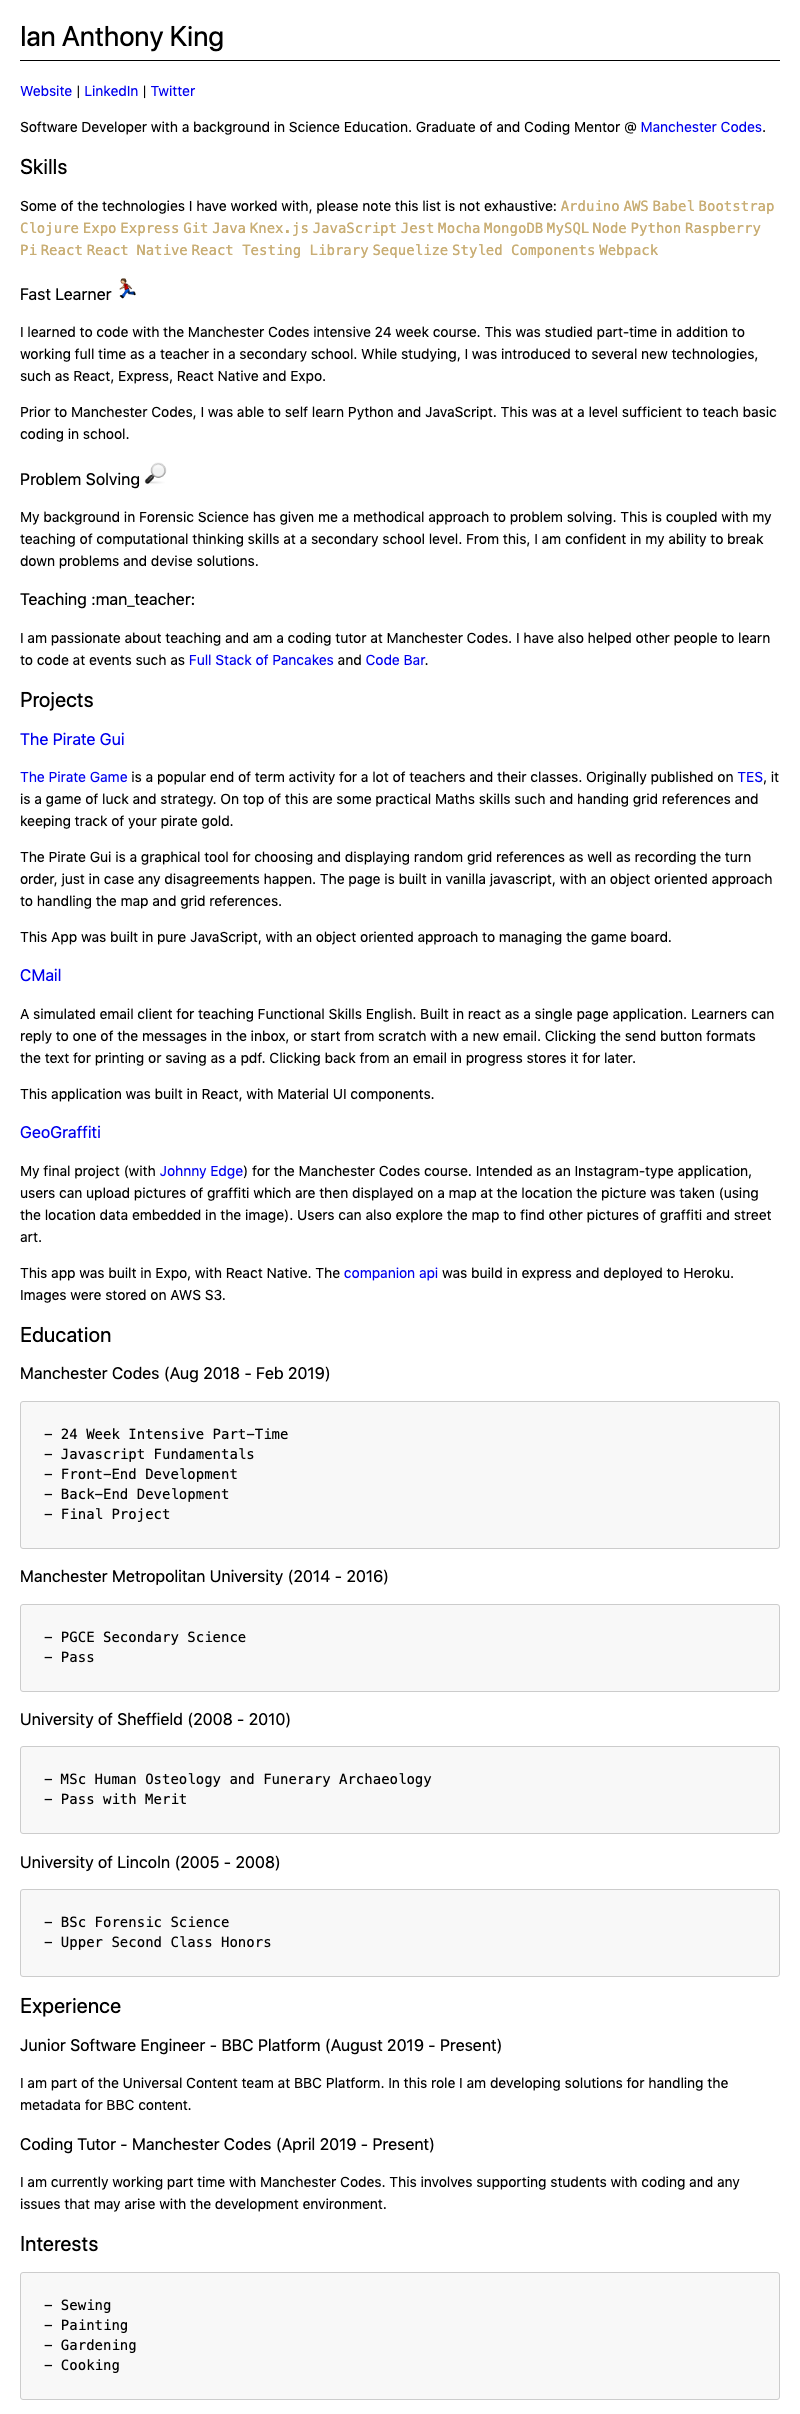 Ian Anthony King
Website | LinkedIn | Twitter
Software Developer with a background in Science Education. Graduate of and Coding Mentor @ Manchester Codes.
Skills
Some of the technologies I have worked with, please note this list is not exhaustive: Arduino AWS Babel Bootstrap
Clojure Expo Express Git Java Knex.js JavaScript Jest Mocha MongoDB MySQL Node Python Raspberry
Pi React React Native React Testing Library Sequelize Styled Components Webpack
Fast Learner
I learned to code with the Manchester Codes intensive 24 week course. This was studied part-time in addition to
working full time as a teacher in a secondary school. While studying, I was introduced to several new technologies,
such as React, Express, React Native and Expo.
Prior to Manchester Codes, I was able to self learn Python and JavaScript. This was at a level sufficient to teach basic
coding in school.
Problem Solving
My background in Forensic Science has given me a methodical approach to problem solving. This is coupled with my
teaching of computational thinking skills at a secondary school level. From this, I am confident in my ability to break
down problems and devise solutions.
Teaching :man_teacher:
I am passionate about teaching and am a coding tutor at Manchester Codes. I have also helped other people to learn
to code at events such as Full Stack of Pancakes and Code Bar.
Projects
The Pirate Gui
The Pirate Game is a popular end of term activity for a lot of teachers and their classes. Originally published on TES, it
is a game of luck and strategy. On top of this are some practical Maths skills such and handing grid references and
keeping track of your pirate gold.
The Pirate Gui is a graphical tool for choosing and displaying random grid references as well as recording the turn
order, just in case any disagreements happen. The page is built in vanilla javascript, with an object oriented approach
to handling the map and grid references.
This App was built in pure JavaScript, with an object oriented approach to managing the game board.
CMail
A simulated email client for teaching Functional Skills English. Built in react as a single page application. Learners can
reply to one of the messages in the inbox, or start from scratch with a new email. Clicking the send button formats
the text for printing or saving as a pdf. Clicking back from an email in progress stores it for later.
This application was built in React, with Material UI components.
GeoGraffiti
My final project (with Johnny Edge) for the Manchester Codes course. Intended as an Instagram-type application,
users can upload pictures of graffiti which are then displayed on a map at the location the picture was taken (using
the location data embedded in the image). Users can also explore the map to find other pictures of graffiti and street
art.
This app was built in Expo, with React Native. The companion api was build in express and deployed to Heroku.
Images were stored on AWS S3.
Education
Manchester Codes (Aug 2018 - Feb 2019)
- 24 Week Intensive Part-Time
- Javascript Fundamentals
- Front-End Development
- Back-End Development
- Final Project
Manchester Metropolitan University (2014 - 2016)
- PGCE Secondary Science
- Pass
University of Sheffield (2008 - 2010)
- MSc Human Osteology and Funerary Archaeology
- Pass with Merit
University of Lincoln (2005 - 2008)
- BSc Forensic Science
- Upper Second Class Honors
Experience
Junior Software Engineer - BBC Platform (August 2019 - Present)
I am part of the Universal Content team at BBC Platform. In this role I am developing solutions for handling the
metadata for BBC content.
Coding Tutor - Manchester Codes (April 2019 - Present)
I am currently working part time with Manchester Codes. This involves supporting students with coding and any
issues that may arise with the development environment.
Interests
- Sewing
- Painting
- Gardening
- Cooking